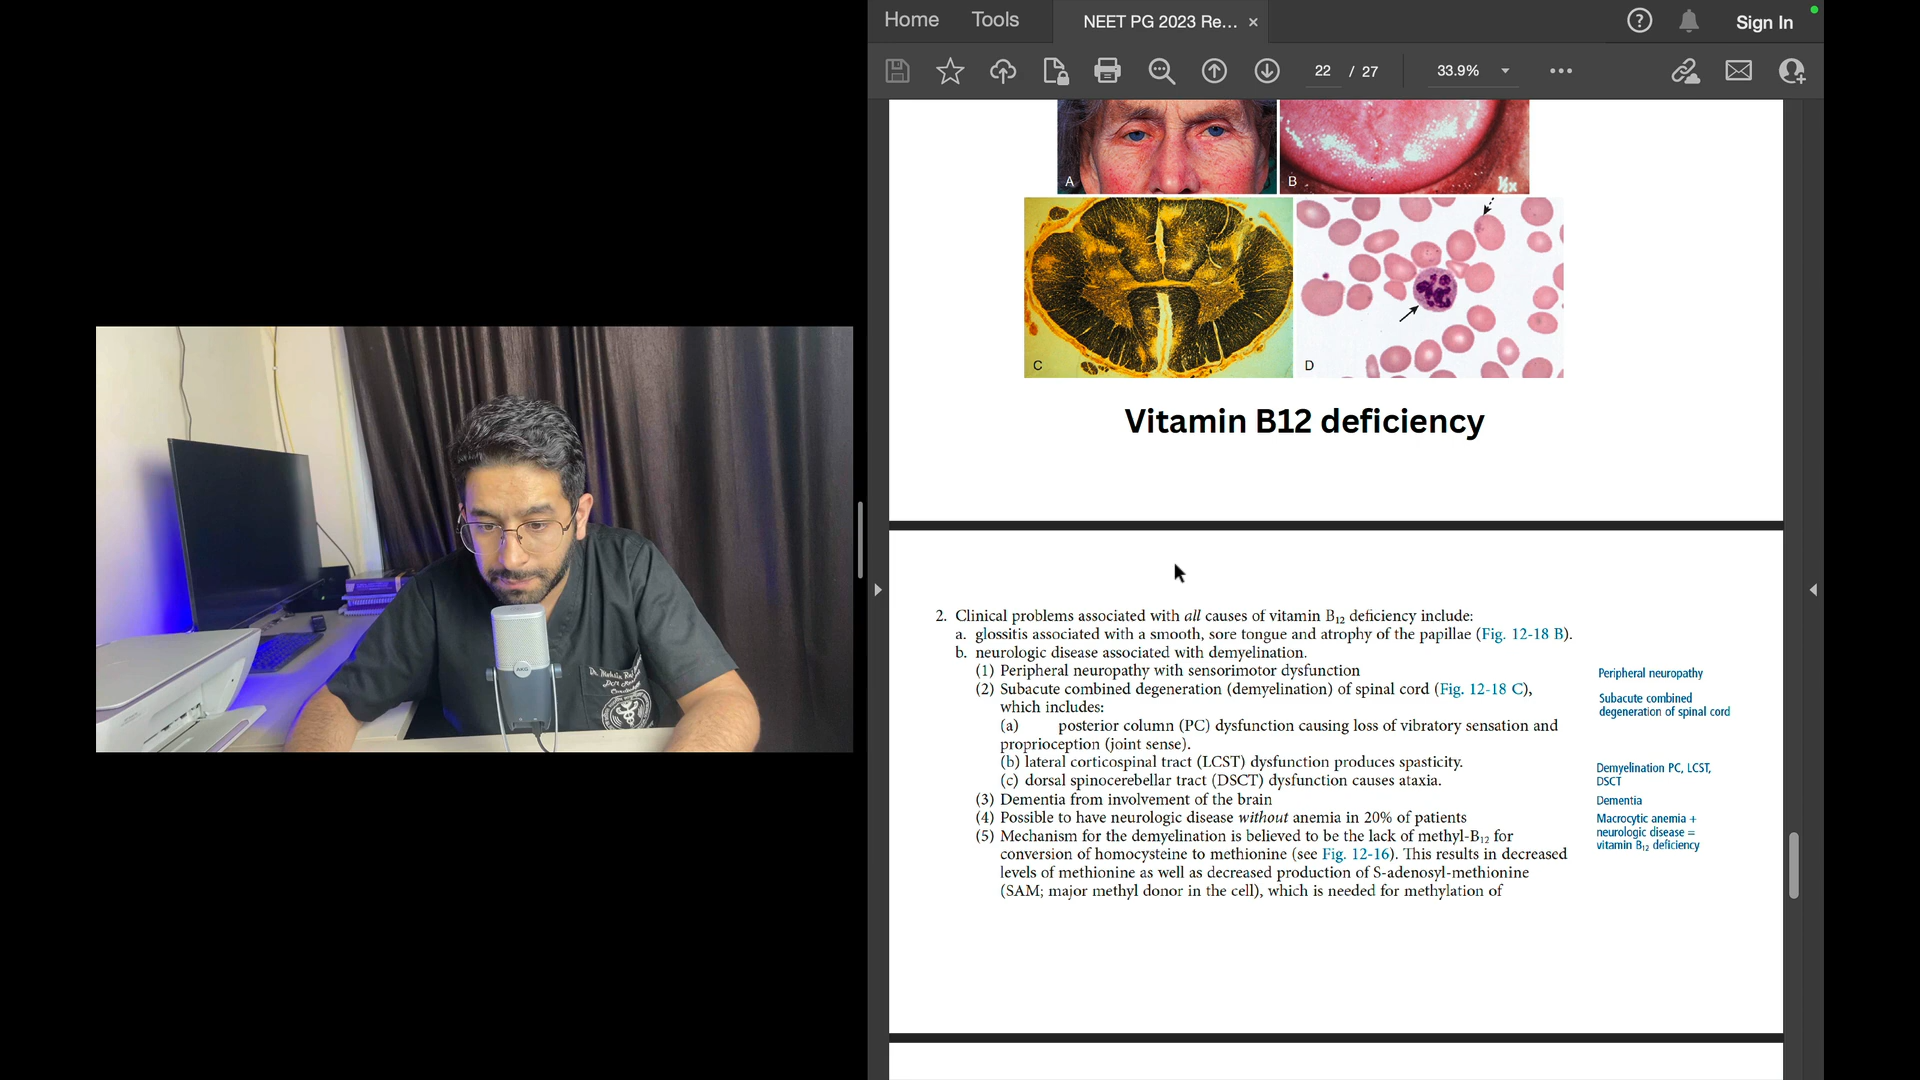 Home Tools NEET PG 2023 Re... × Sign In
22 / 27 33.9%
A
B
½x
C
D
Vitamin B12 deficiency
2. Clinical problems associated with all causes of vitamin B12 deficiency include:
a. glossitis associated with a smooth, sore tongue and atrophy of the papillae (Fig. 12-18 B).
b. neurologic disease associated with demyelination.
(1) Peripheral neuropathy with sensorimotor dysfunction
(2) Subacute combined degeneration (demyelination) of spinal cord (Fig. 12-18 C),
which includes:
(a) posterior column (PC) dysfunction causing loss of vibratory sensation and
proprioception (joint sense).
(b) lateral corticospinal tract (LCST) dysfunction produces spasticity.
(c) dorsal spinocerebellar tract (DSCT) dysfunction causes ataxia.
(3) Dementia from involvement of the brain
(4) Possible to have neurologic disease without anemia in 20% of patients
(5) Mechanism for the demyelination is believed to be the lack of methyl-B12 for
conversion of homocysteine to methionine (see Fig. 12-16). This results in decreased
levels of methionine as well as decreased production of S-adenosyl-methionine
(SAM; major methyl donor in the cell), which is needed for methylation of
Peripheral neuropathy
Subacute combined
degeneration of spinal cord
Demyelination PC, LCST,
DSCT
Dementia
Macrocytic anemia +
neurologic disease =
vitamin B12 deficiency
AKG